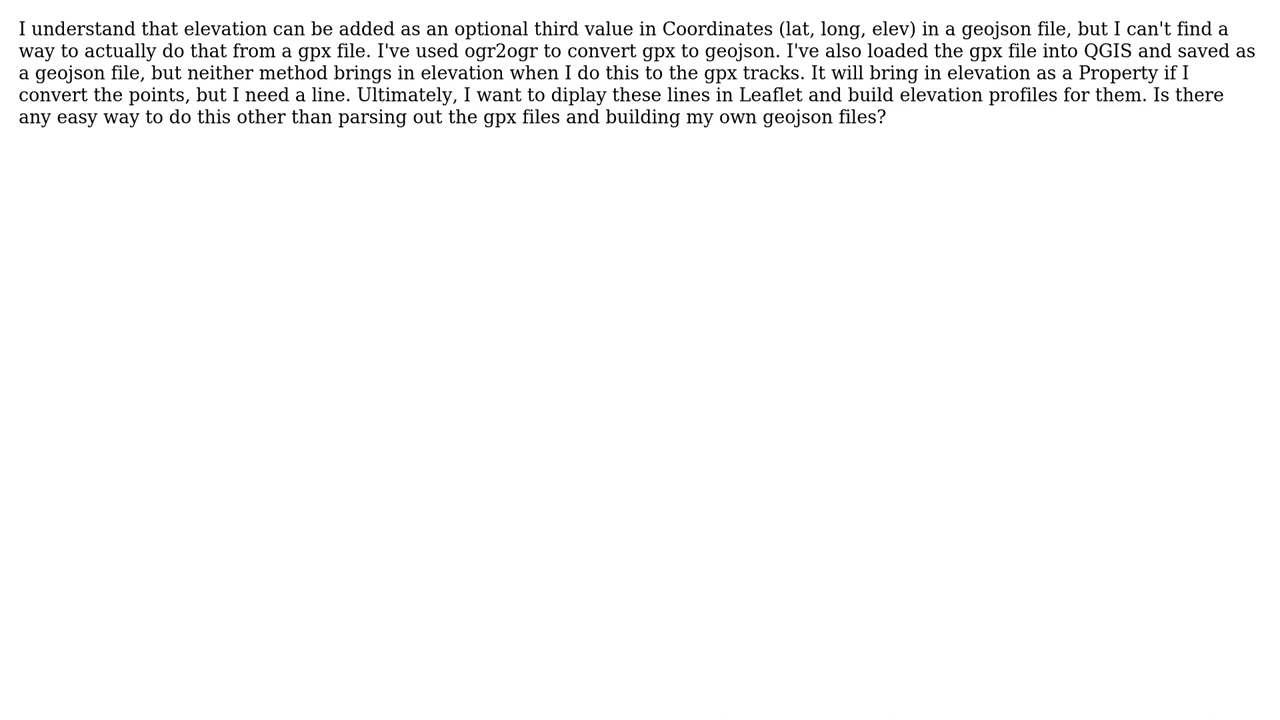 I understand that elevation can be added as an optional third value in Coordinates (lat, long, elev) in a geojson file, but I can't find a
way to actually do that from a gpx file. I've used ogr2ogr to convert gpx to geojson. I've also loaded the gpx file into QGIS and saved as
a geojson file, but neither method brings in elevation when I do this to the gpx tracks. It will bring in elevation as a Property if I
convert the points, but I need a line. Ultimately, I want to diplay these lines in Leaflet and build elevation profiles for them. Is there
any easy way to do this other than parsing out the gpx files and building my own geojson files?